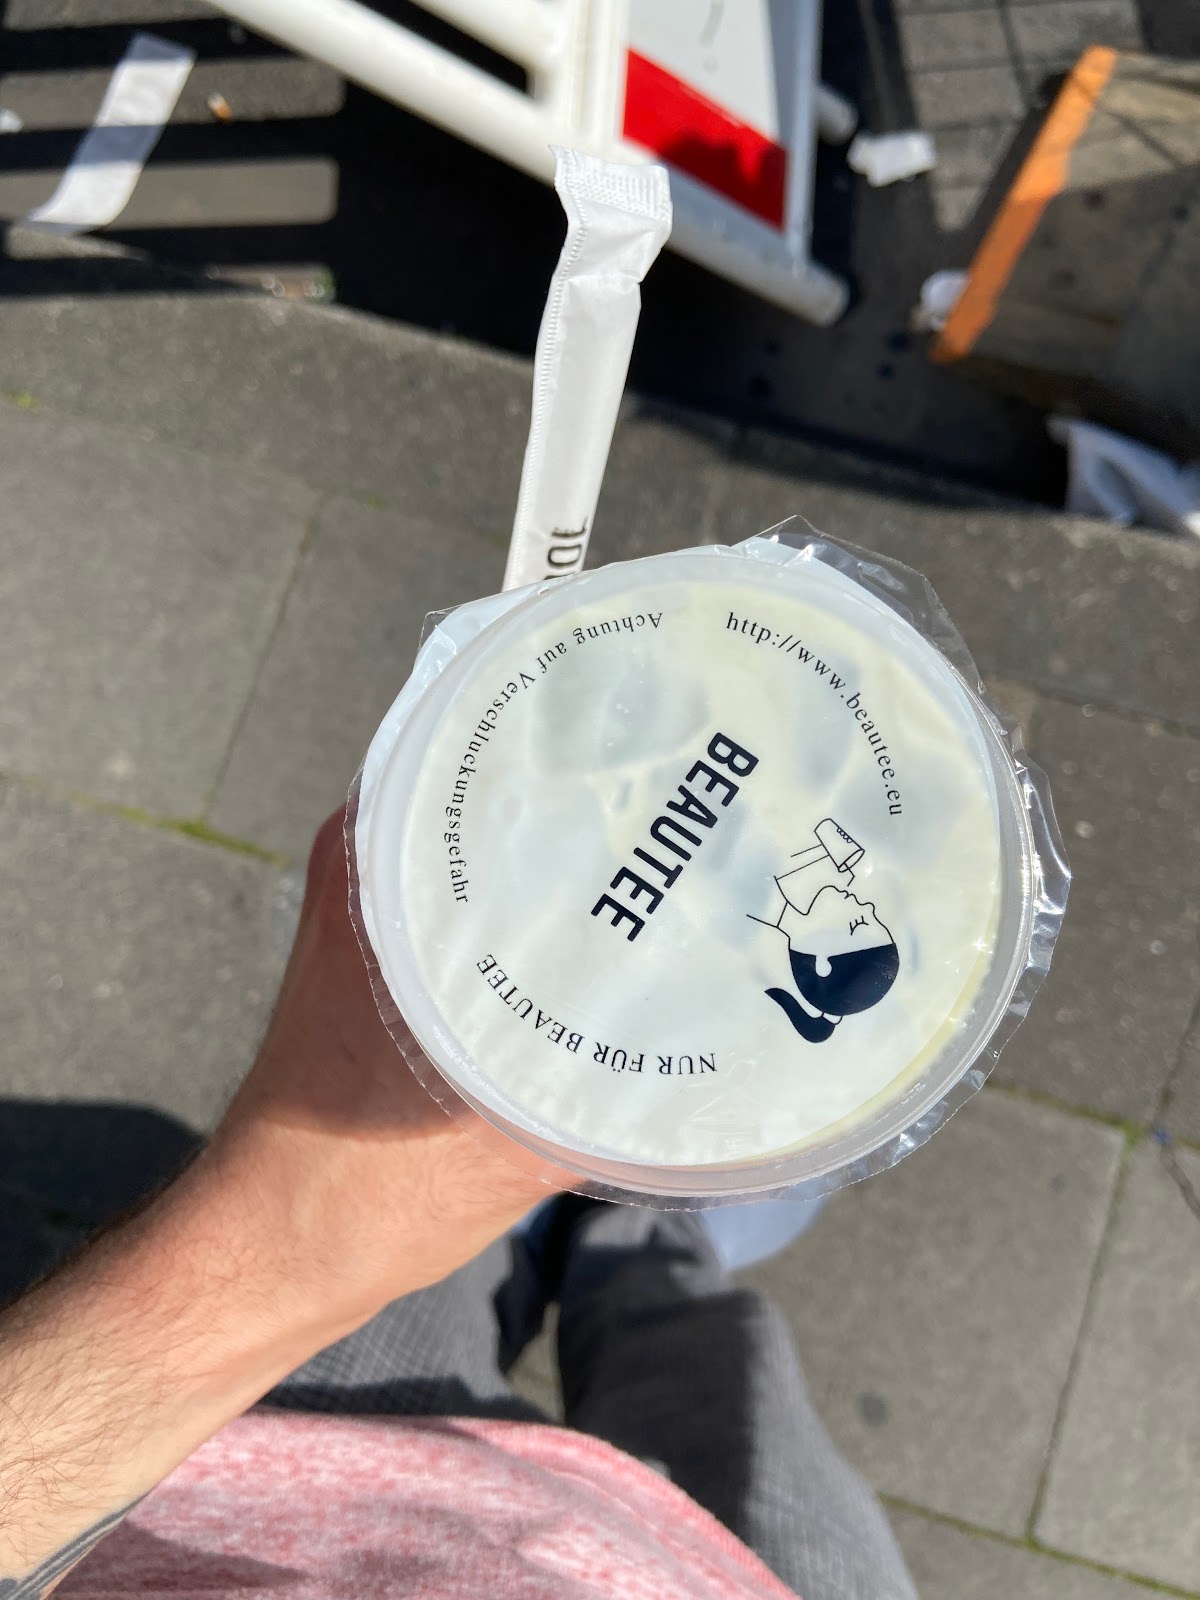 http://www.beautee.eu
BEAUTEE
Achtung auf Verschluckungsgefahr
NUR FÜR BEAUTEE